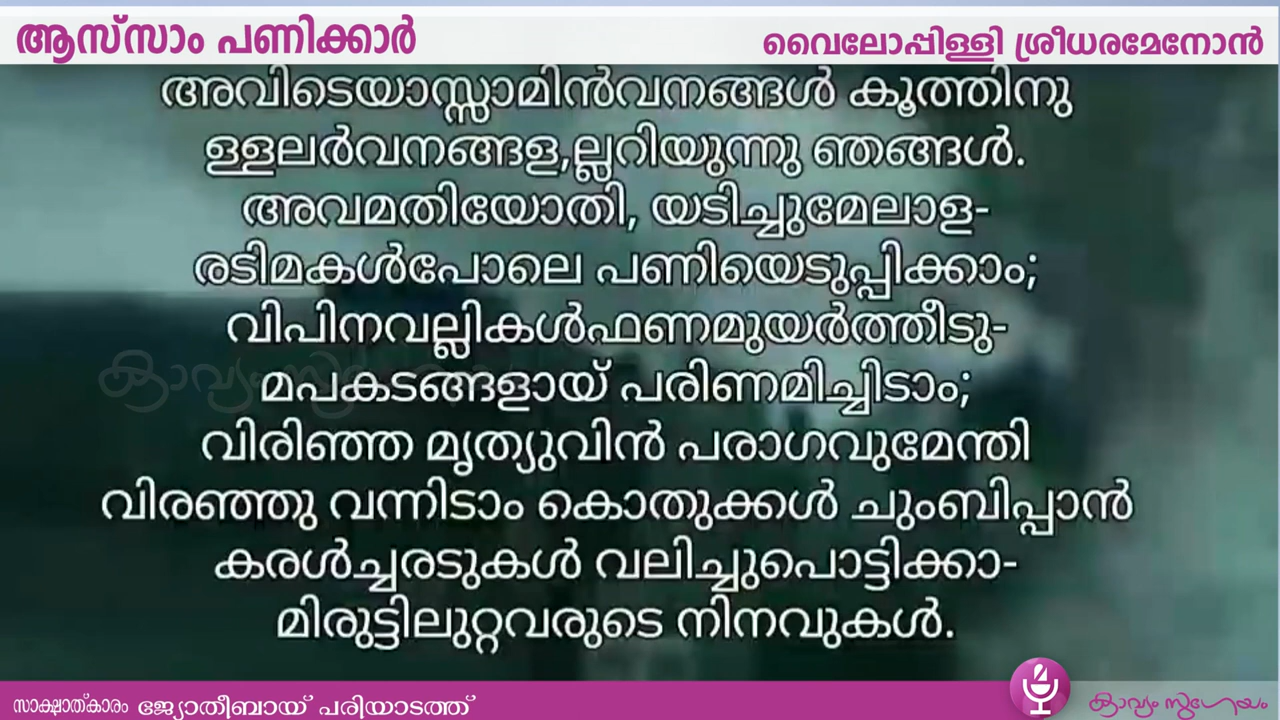 ആസ്സാം പണിക്കാർ
വൈലോപ്പിള്ളി ശ്രീധരമേനോൻ
അവിടെയാസ്സാമിൻവനങ്ങൾ കൂത്തിനു
ള്ളലർവനങ്ങള,ല്ലറിയുന്നു ഞങ്ങൾ.
അവമതിയോതി, യടിച്ചുമേലാള-
രടിമകൾപോലെ പണിയെടുപ്പിക്കാം;
വിപിനവല്ലികൾഫണമുയർത്തീടു-
മപകടങ്ങളായ് പരിണമിച്ചിടാം;
വിരിഞ്ഞ മൃത്യുവിൻ പരാഗവുമേന്തി
വിരഞ്ഞു വന്നിടാം കൊതുക്കൾ ചുംബിപ്പാൻ
കരൾച്ചരടുകൾ വലിച്ചുപൊട്ടിക്കാ-
മിരുട്ടിലുറ്റവരുടെ നിനവുകൾ.
കാവ്യം സുഗേയം
സാക്ഷാത്കാരം ജ്യോതീബായ് പരിയാടത്ത്
കാവ്യം സുഗേയം